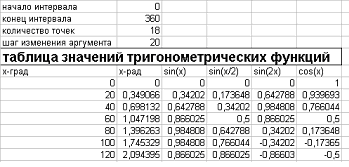 начало интервала 0
конец интервала 360
количество точек 18
шаг изменения аргумента 20
таблица значений тригонометрических функций
х-град х-рад sin(x) sin(x/2) sin(2x) cos(x)
0 0 0 0 0 1
20 0,349066 0,34202 0,173648 0,642788 0,939693
40 0,698132 0,642788 0,34202 0,984808 0,766044
60 1,047198 0,866025 0,5 0,866025 0,5
80 1,396263 0,984808 0,642788 0,34202 0,173648
100 1,745329 0,984808 0,766044 -0,34202 -0,17365
120 2,094395 0,866025 0,866025 -0,86603 -0,5